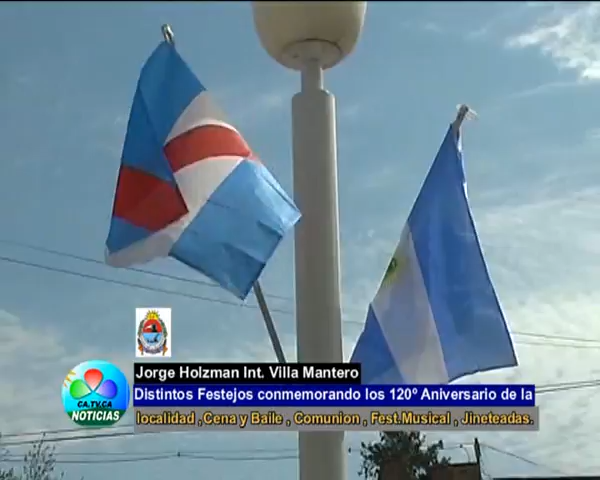 Jorge Holzman Int. Villa Mantero
Distintos Festejos conmemorando los 120º Aniversario de la
localidad ,Cena y Baile , Comunion , Fest.Musical , Jineteadas.
CA.TV.CA
NOTICIAS